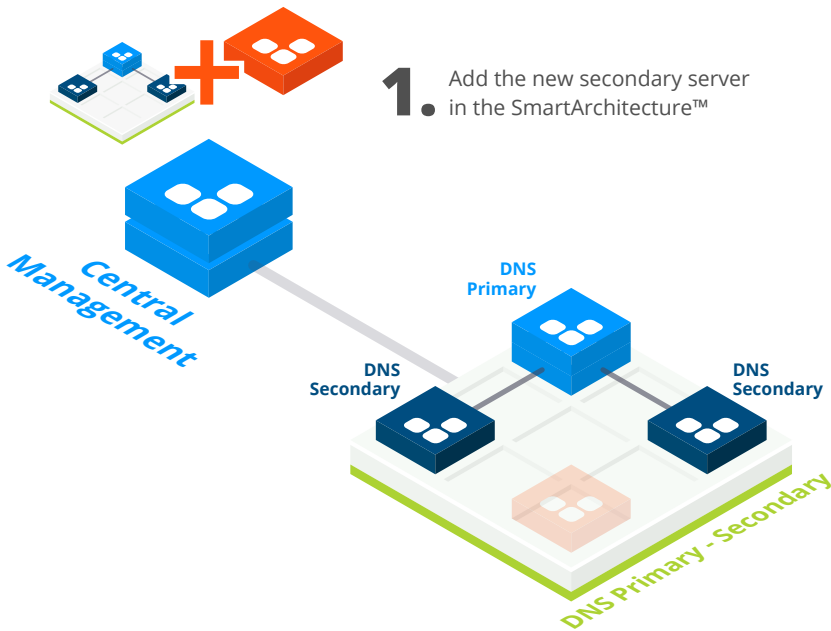 1.
Add the new secondary server
in the SmartArchitecture™
Central
Management
DNS
Primary
DNS
Secondary
DNS
Secondary
DNS Primary - Secondary